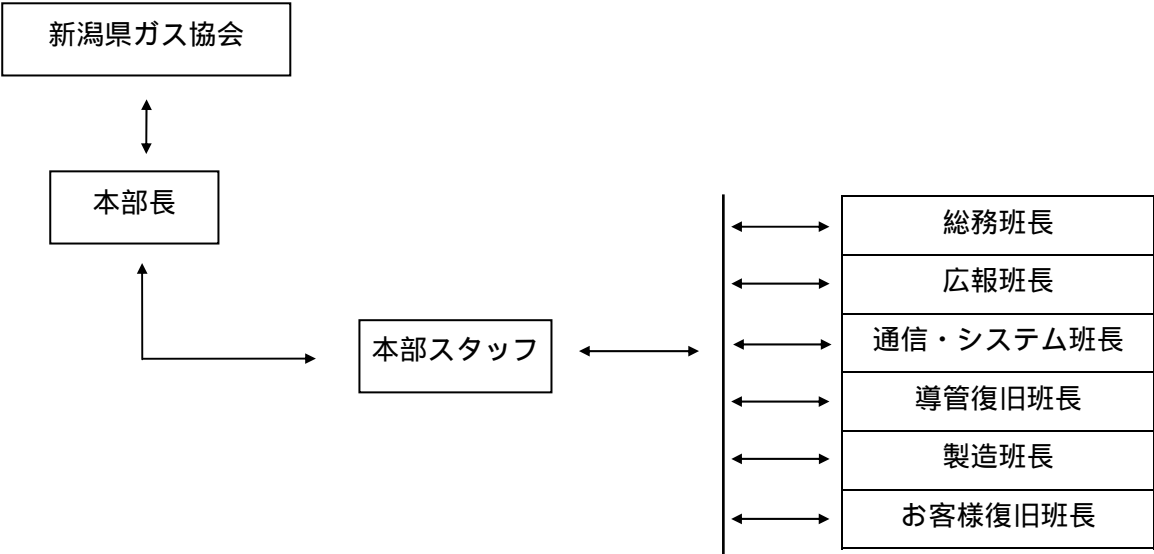 新潟県ガス協会
本部長
本部スタッフ
総務班長
広報班長
通信・システム班長
導管復旧班長
製造班長
お客様復旧班長